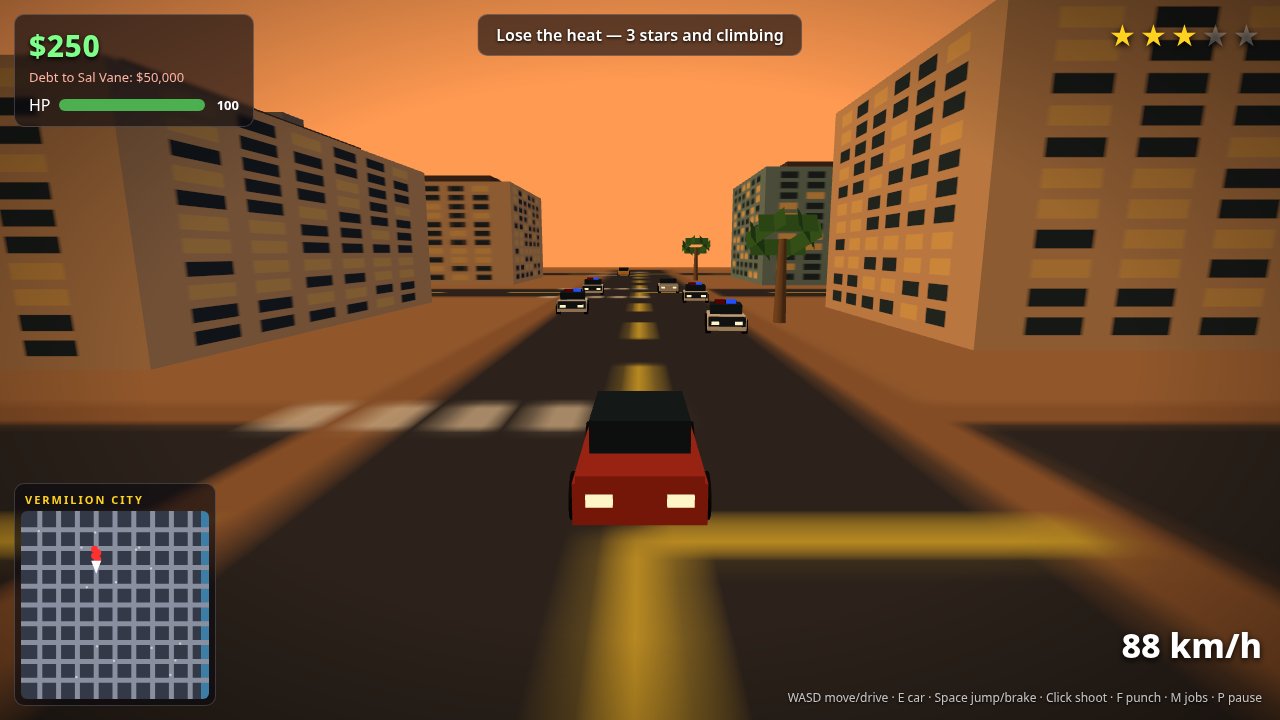 $250
Debt to Sal Vane: $50,000
HP 100
Lose the heat — 3 stars and climbing
VERMILION CITY
88 km/h
WASD move/drive · E car · Space jump/brake · Click shoot · F punch · M jobs · P pause